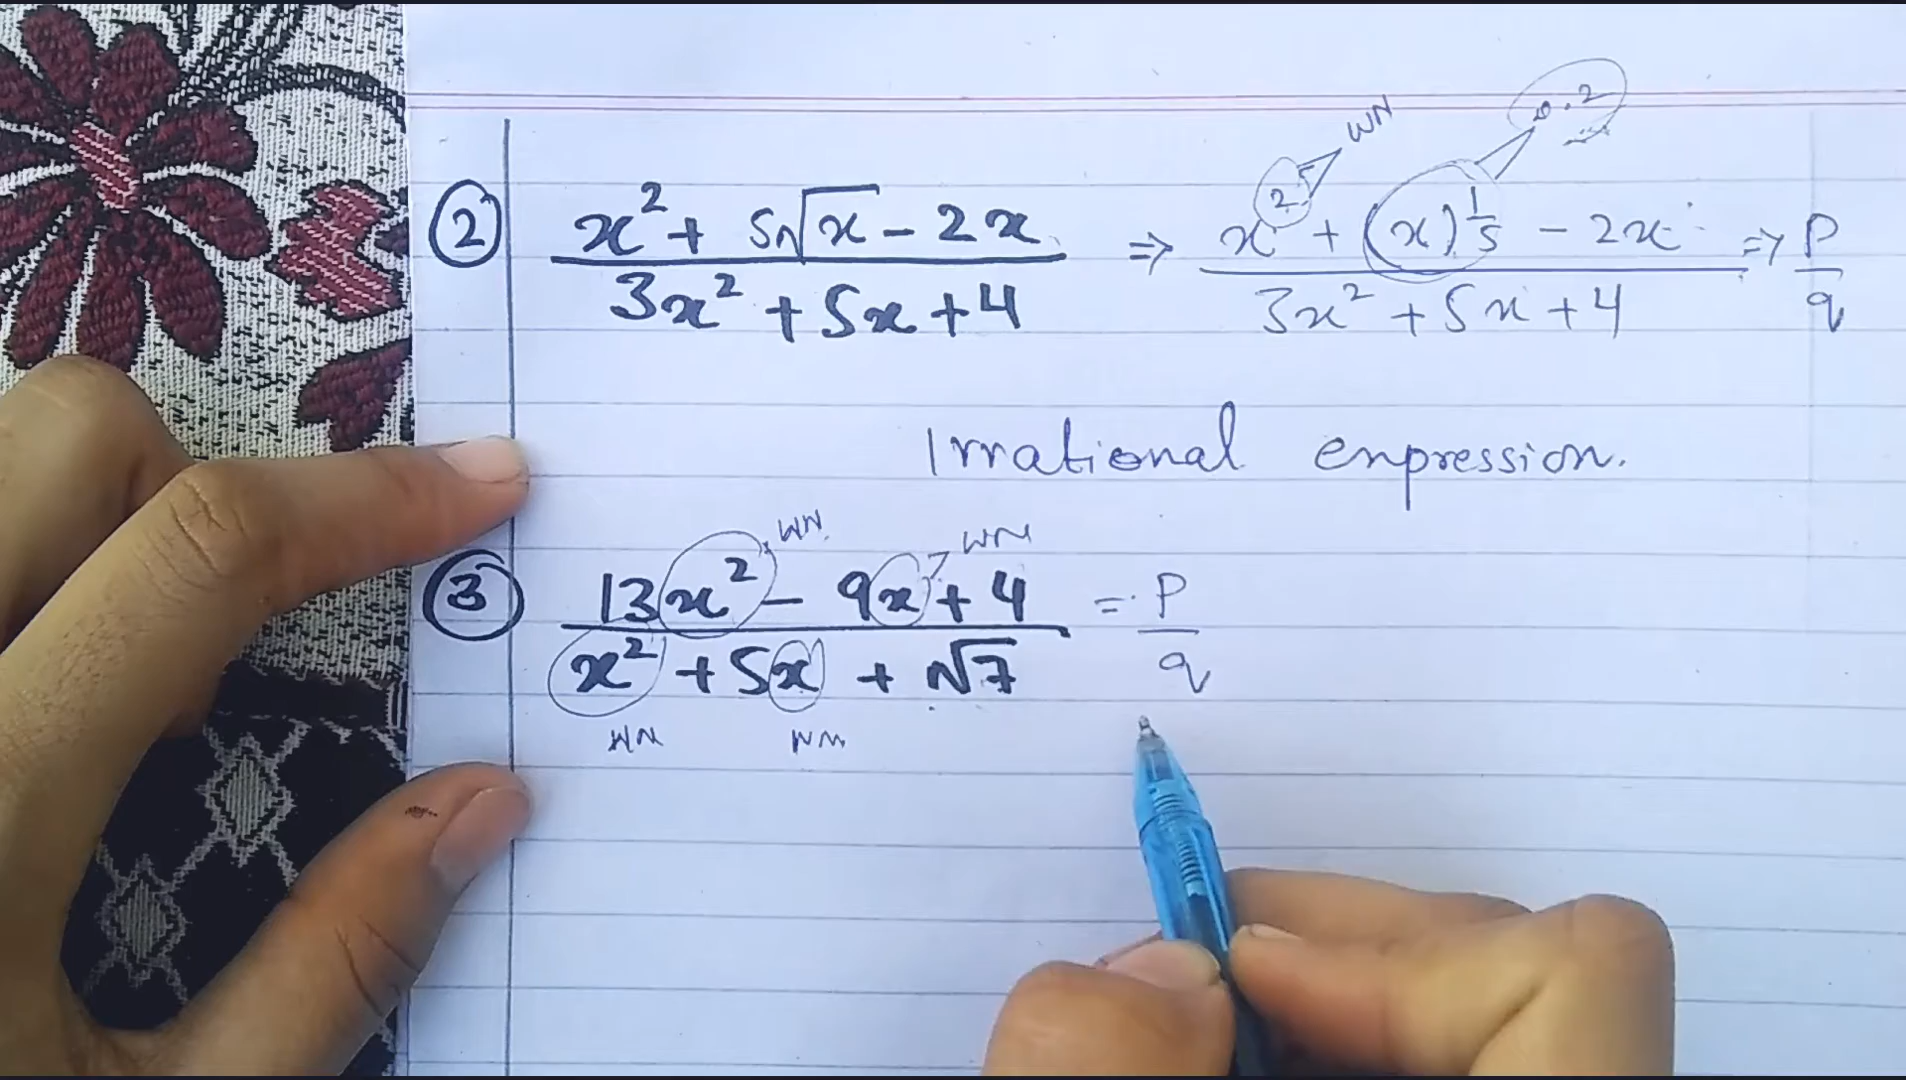 WN 0.2
② x² + 5√x - 2x / 3x² + 5x + 4 => x² + (x)^1/5 - 2x / 3x² + 5x + 4 => P/q
Irrational expression.
WN WN
③ 13x² - 9x + 4 / x² + 5x + √7 = P/q
WN WN